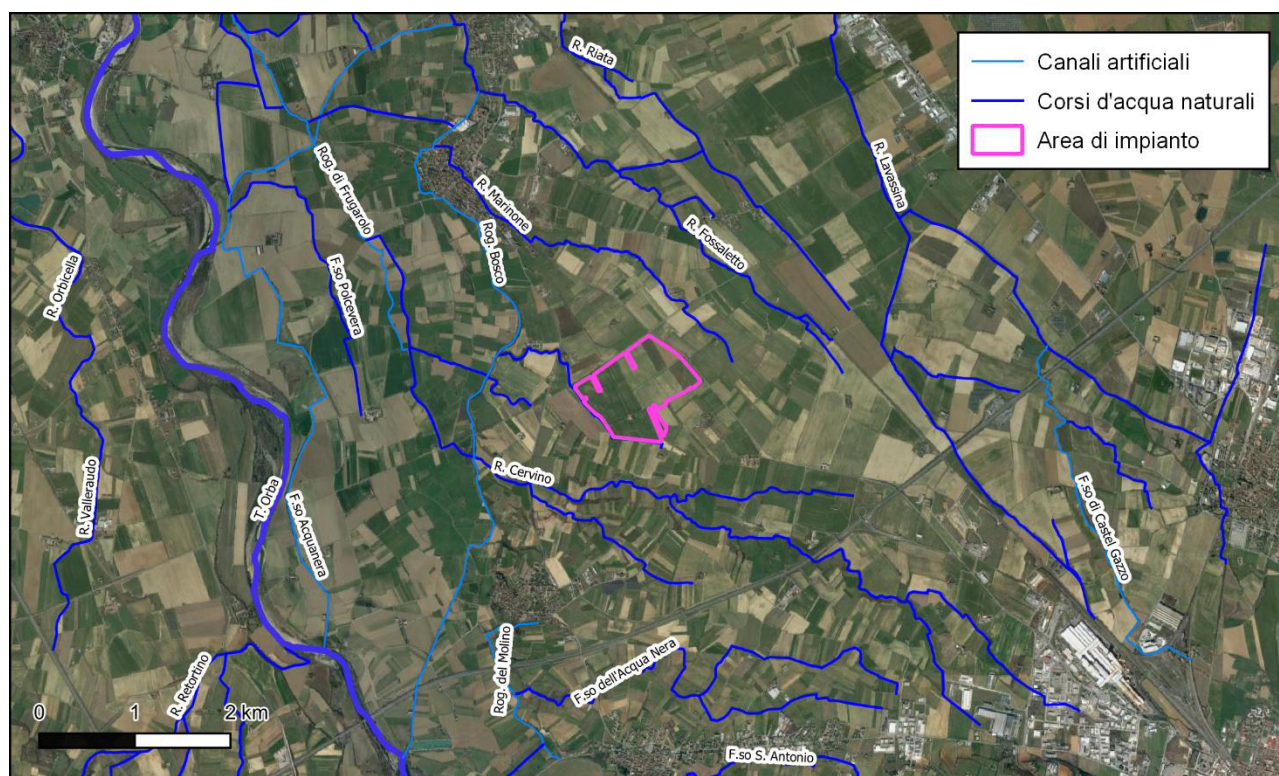 Canali artificiali
Corsi d'acqua naturali
Area di impianto
R. Riata
R. Lavassina
Rog. di Frugarolo
R. Marinone
R. Fossaletto
Rog. Bosco
R. Orbicella
F.so Polcevera
R. Valleraudo
T. Orba
F.so Acquanera
R. Cervino
F.so di Castel Gazzo
R. Retortino
Rog. del Molino
F.so dell'Acqua Nera
F.so S. Antonio
0 1 2 km